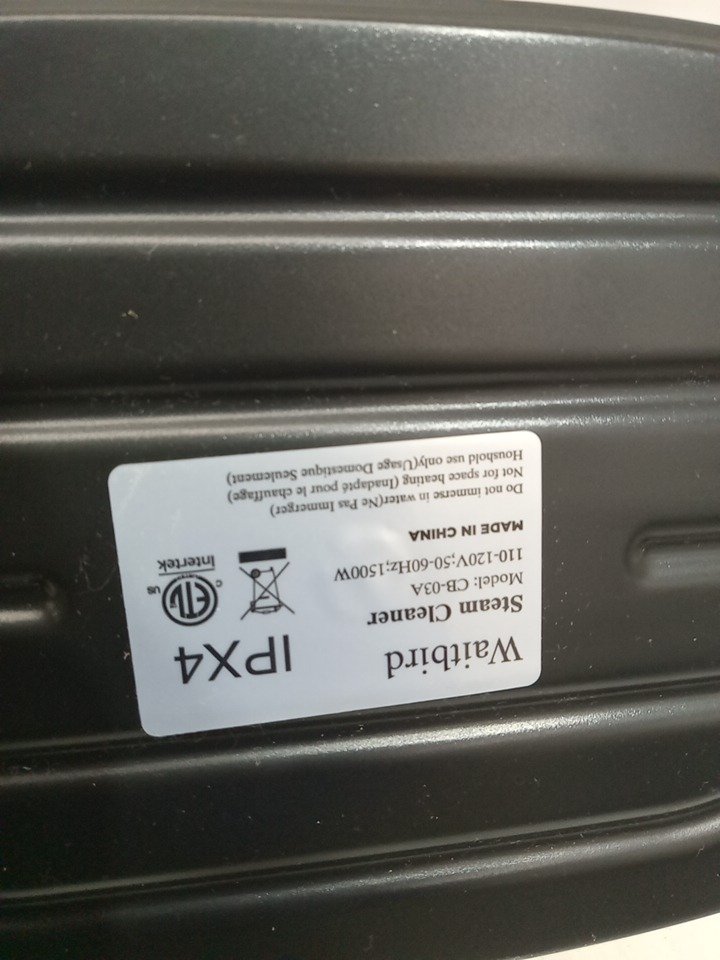 Waitbird
IPX4
Steam Cleaner
Model: CB-03A
110-120V;50-60Hz;1500W
MADE IN CHINA
ETL
C
US
Intertek
Do not immerse in water(Ne Pas Immerger)
Not for space heating (Inadapté pour le chauffage)
Houshold use only(Usage Domestique Seulement)